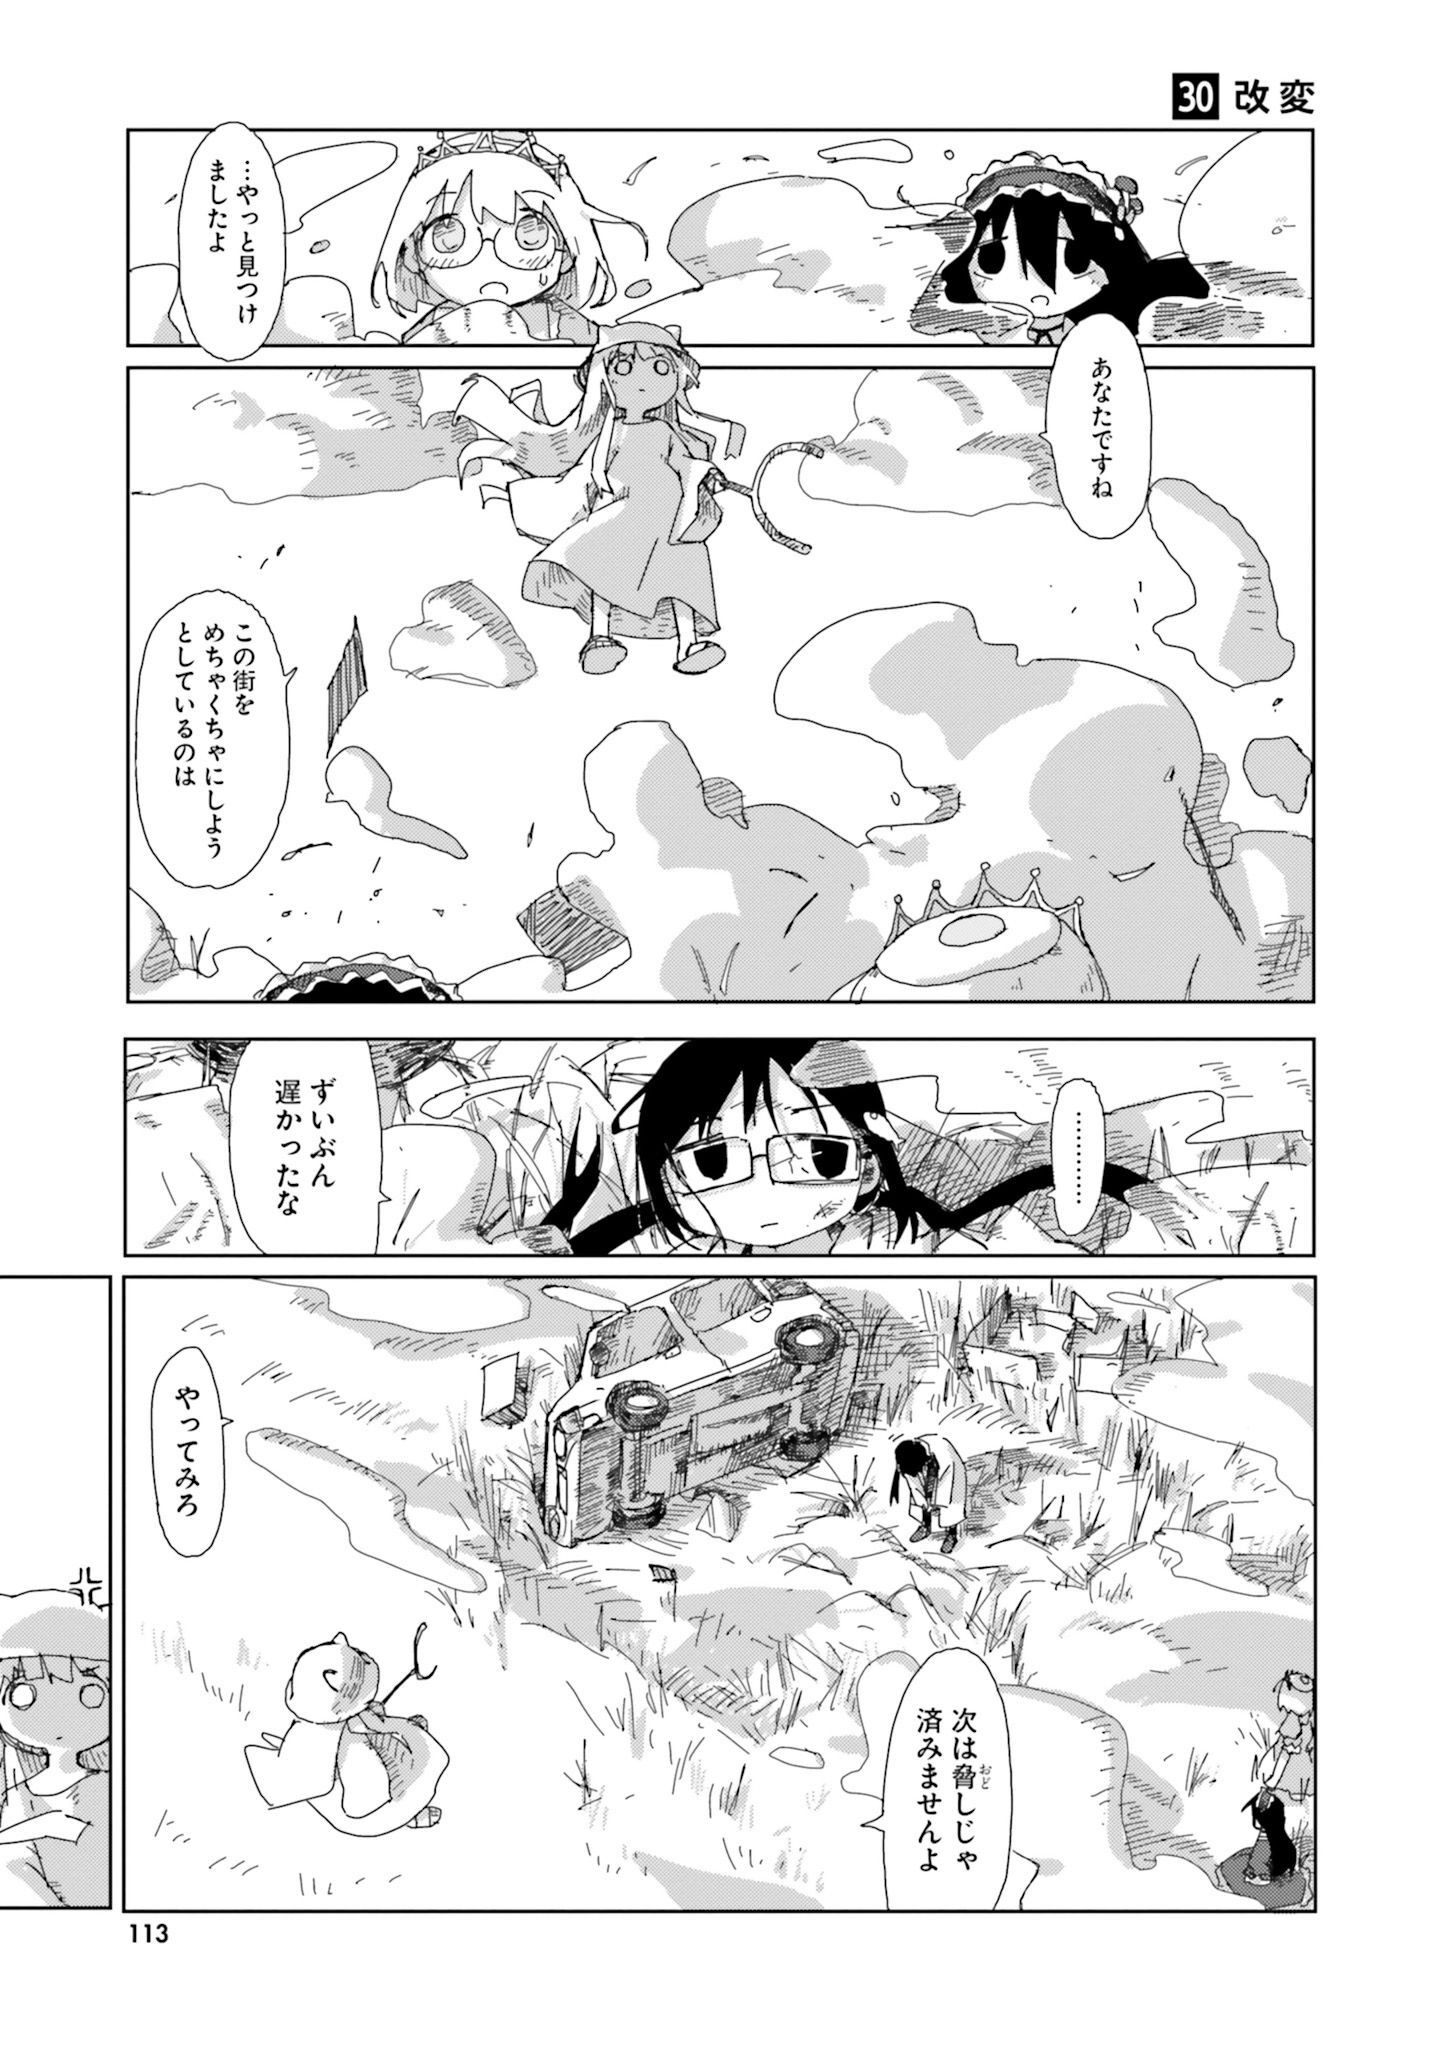 30 改変
…やっと見つけ
ましたよ
あなたですね
この街を
めちゃくちゃにしよう
としているのは
…………
ずいぶん
遅かったな
次は脅しじゃ
おど
済みませんよ
やってみろ
113